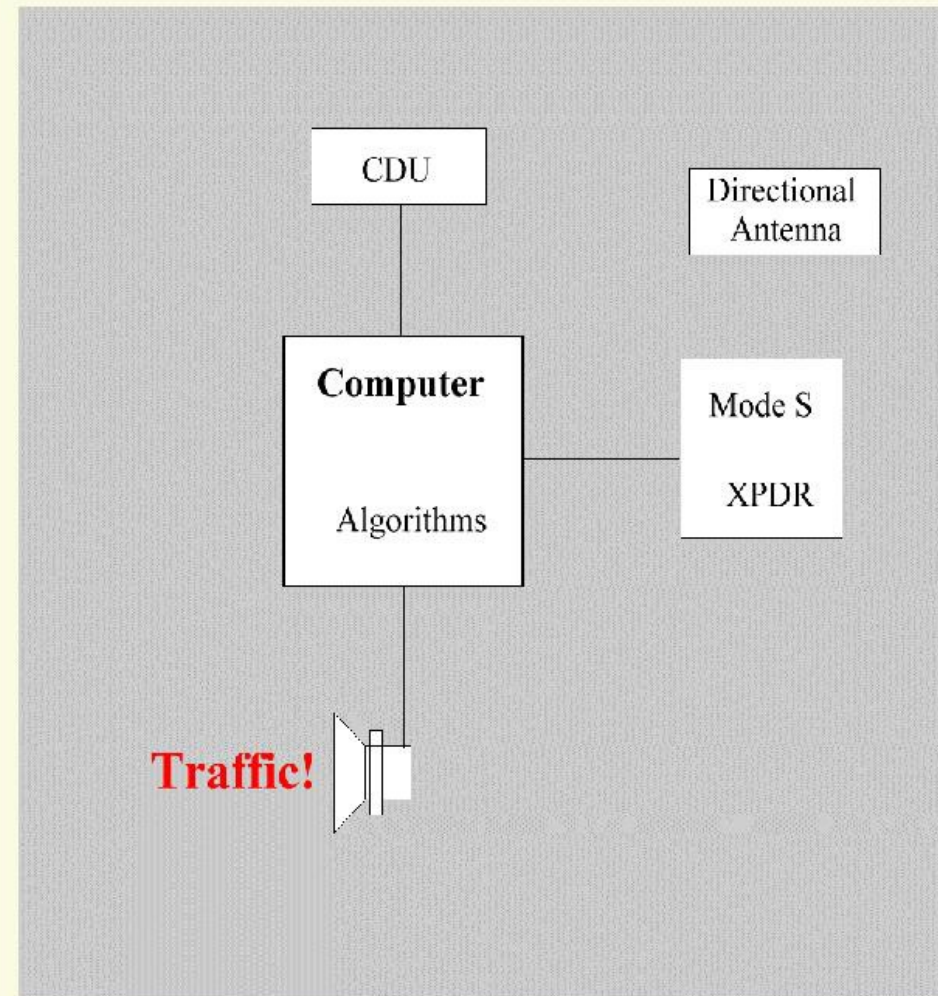 CDU
Directional
Antenna
Computer
Algorithms
Mode S
XPDR
Traffic!